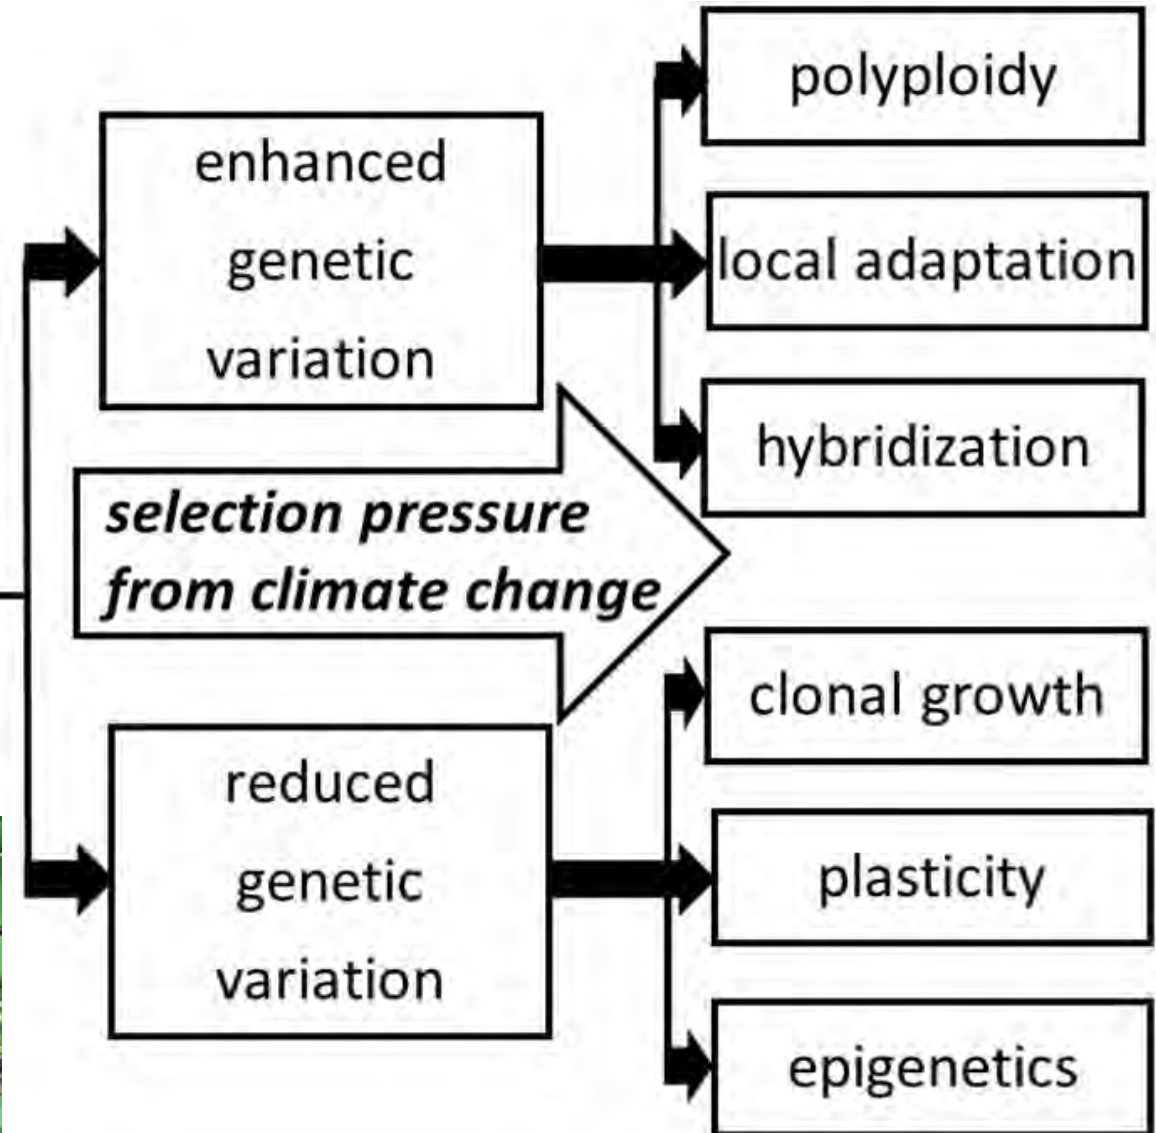 polyploidy
enhanced
genetic
variation
local adaptation
hybridization
selection pressure
from climate change
clonal growth
reduced
genetic
variation
plasticity
epigenetics